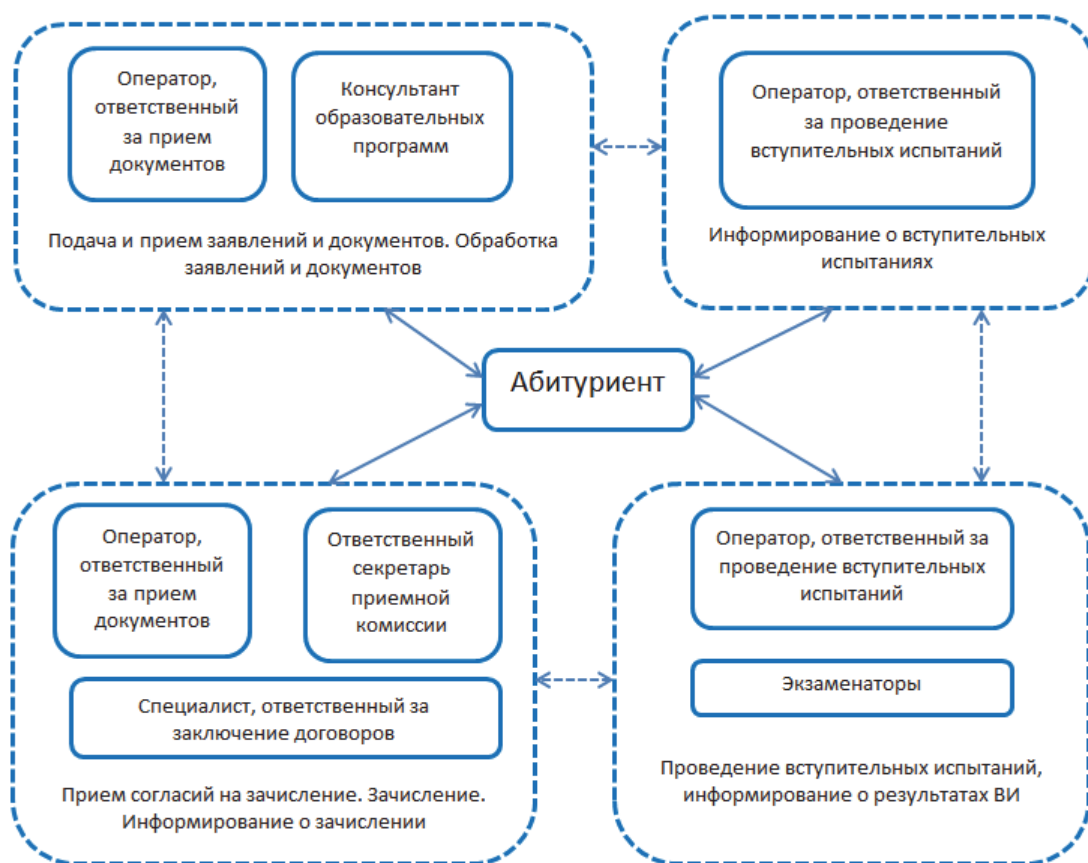 Оператор,
ответственный
за прием
документов
Консультант
образовательных
программ
Подача и прием заявлений и документов. Обработка
заявлений и документов
Оператор, ответственный
за проведение
вступительных испытаний
Информирование о вступительных
испытаниях
Абитуриент
Оператор,
ответственный
за прием
документов
Ответственный
секретарь
приемной
комиссии
Специалист, ответственный за
заключение договоров
Прием согласий на зачисление. Зачисление.
Информирование о зачислении
Оператор, ответственный за
проведение вступительных
испытаний
Экзаменаторы
Проведение вступительных испытаний,
информирование о результатах ВИ